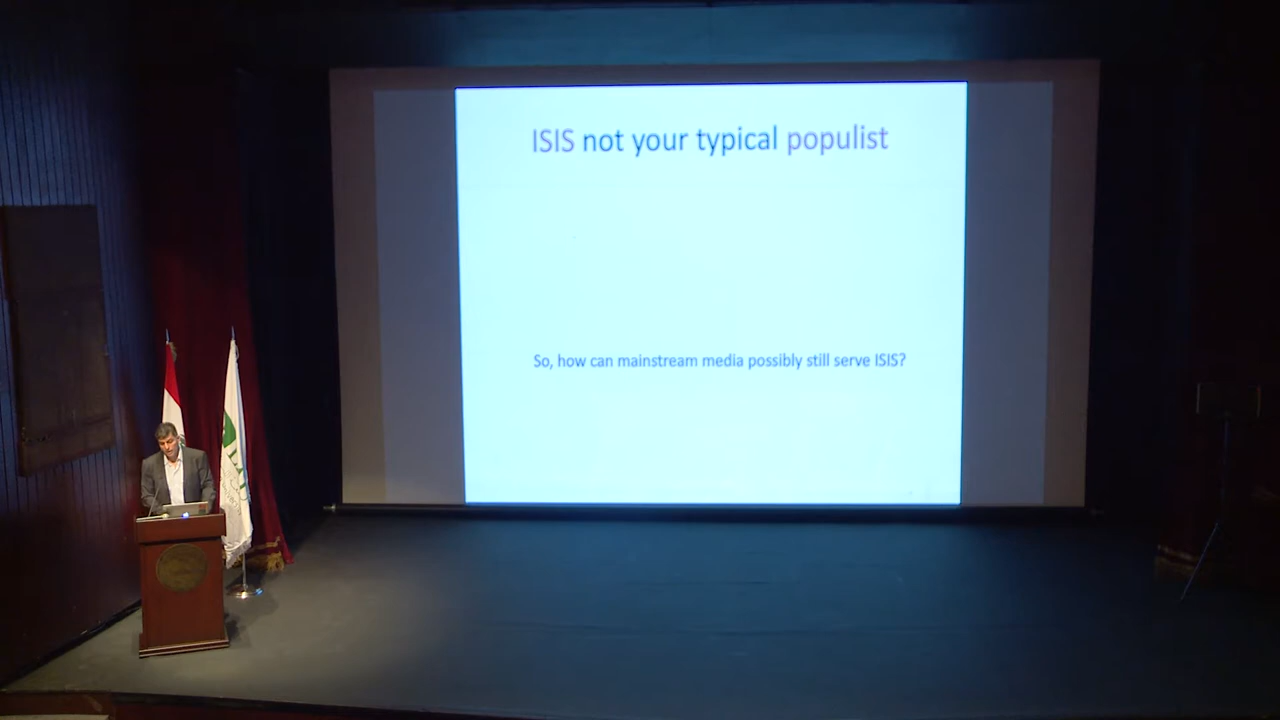 ISIS not your typical populist
So, how can mainstream media possibly still serve ISIS?